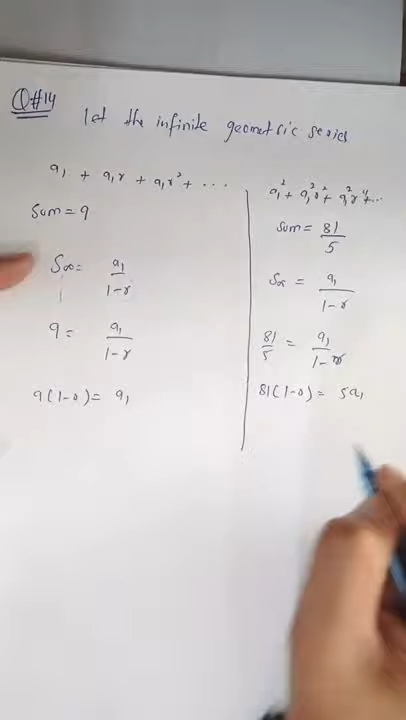 Q#14 Let the infinite geometric series
a₁ + a₁r + a₁r² + ...
Sum = 9
S∞ = a₁/(1-r)
9 = a₁/(1-r)
9(1-r) = a₁
a₁² + a₁²r² + a₁²r⁴ + ...
Sum = 81/5
S∞ = a₁/(1-r)
81/5 = a₁/(1-r)
81(1-r) = 5a₁